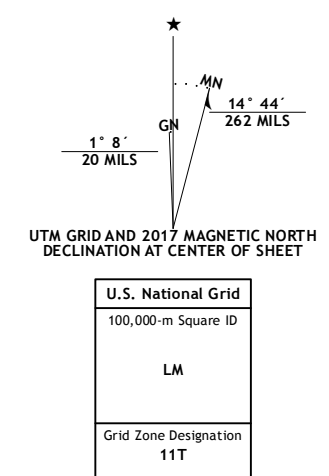 ★
MN
GN
14° 44´
262 MILS
1° 8´
20 MILS
UTM GRID AND 2017 MAGNETIC NORTH
DECLINATION AT CENTER OF SHEET
U.S. National Grid
100,000-m Square ID
LM
Grid Zone Designation
11T